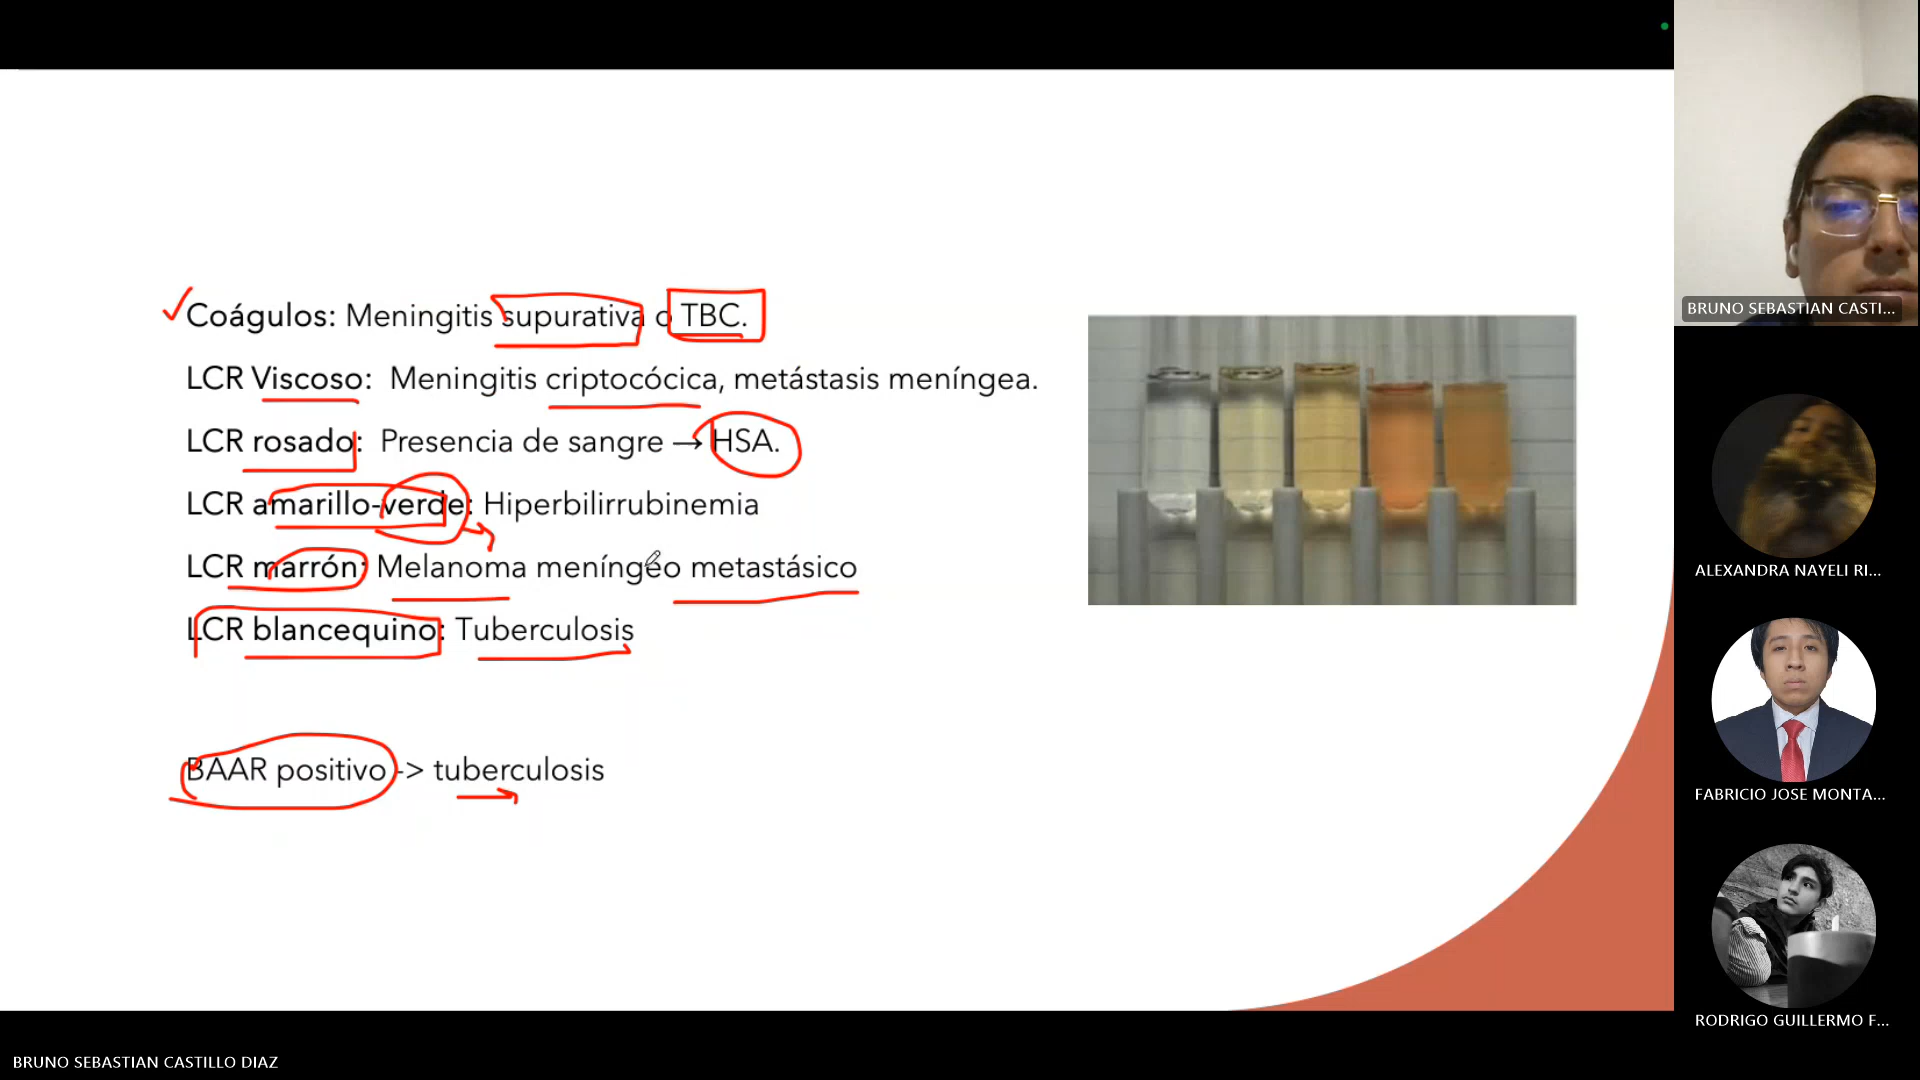 Coágulos: Meningitis supurativa o TBC.
LCR Viscoso: Meningitis criptocócica, metástasis meníngea.
LCR rosado: Presencia de sangre → HSA.
LCR amarillo-verde: Hiperbilirrubinemia
LCR marrón: Melanoma meníngeo metastásico
LCR blancequino: Tuberculosis
BAAR positivo -> tuberculosis
BRUNO SEBASTIAN CASTI...
ALEXANDRA NAYELI RI...
FABRICIO JOSE MONTA...
RODRIGO GUILLERMO F...
BRUNO SEBASTIAN CASTILLO DIAZ